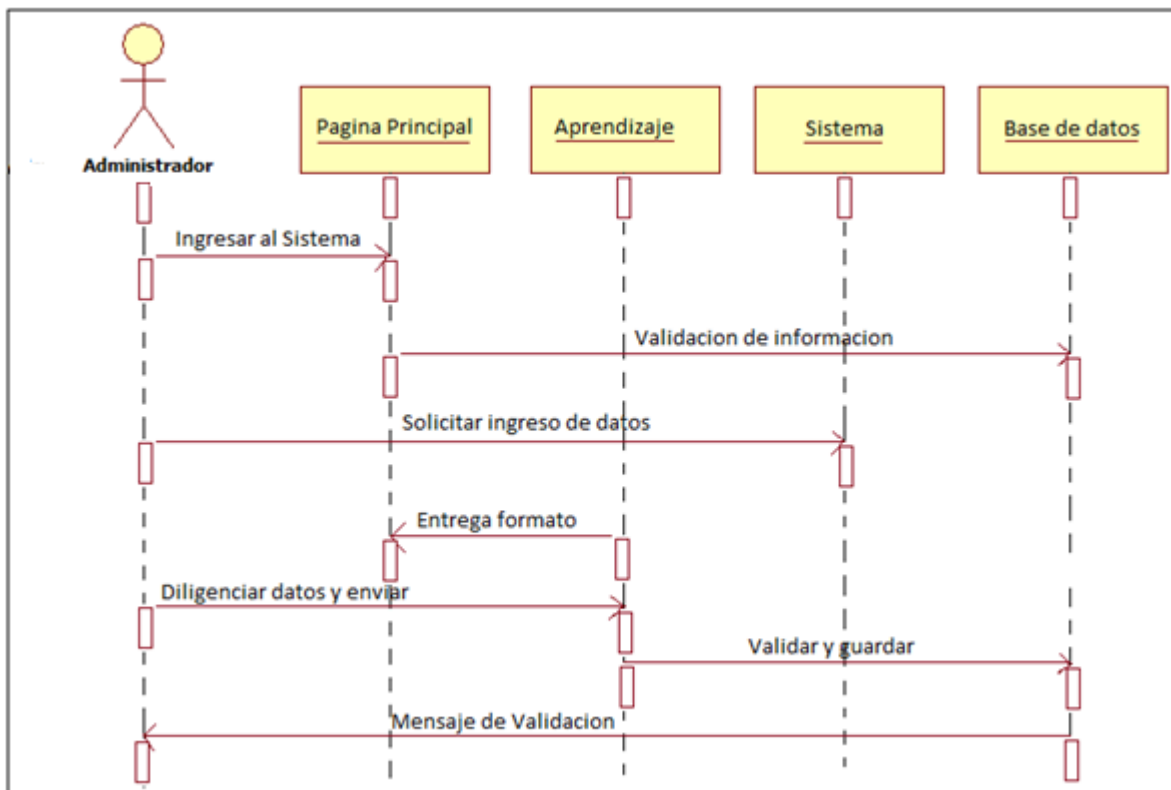 Administrador
Pagina Principal
Aprendizaje
Sistema
Base de datos
Ingresar al Sistema
Validacion de informacion
Solicitar ingreso de datos
Entrega formato
Diligenciar datos y enviar
Validar y guardar
Mensaje de Validacion